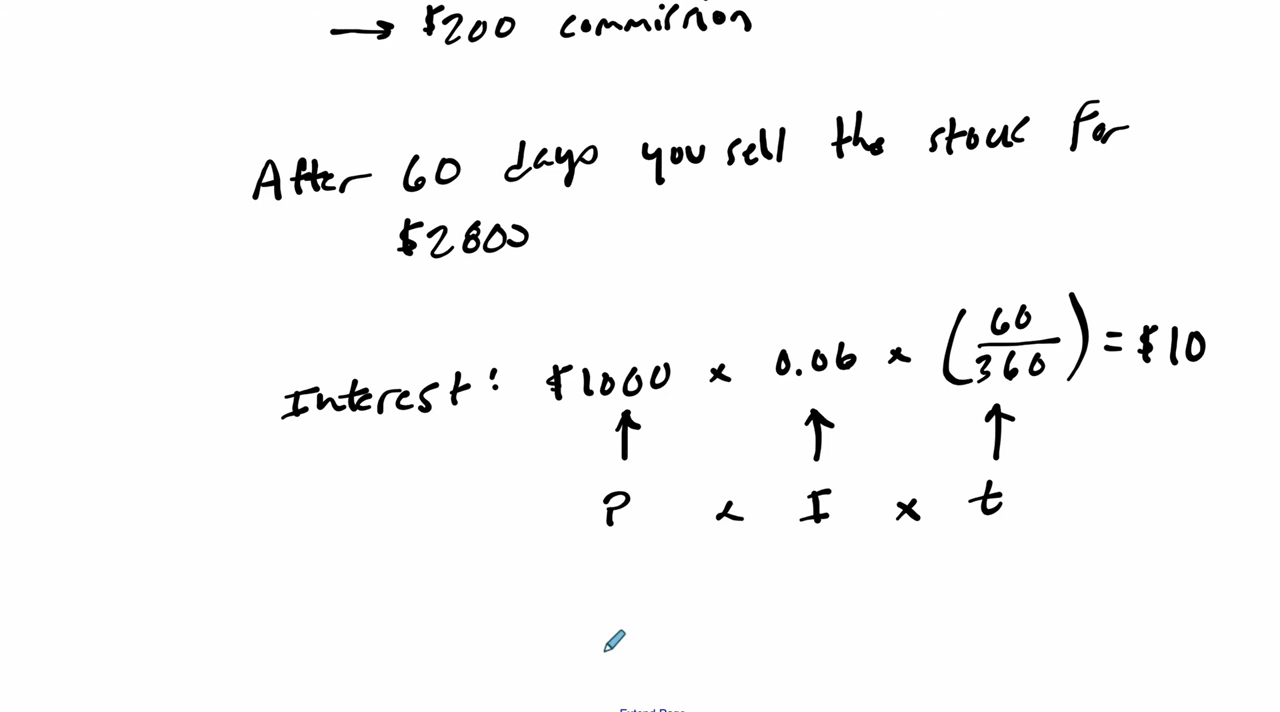 → $200 commission
After 60 days you sell the stock for
$2800
Interest: $1000 × 0.06 × (60/360) = $10
↑ ↑ ↑
P × I × t